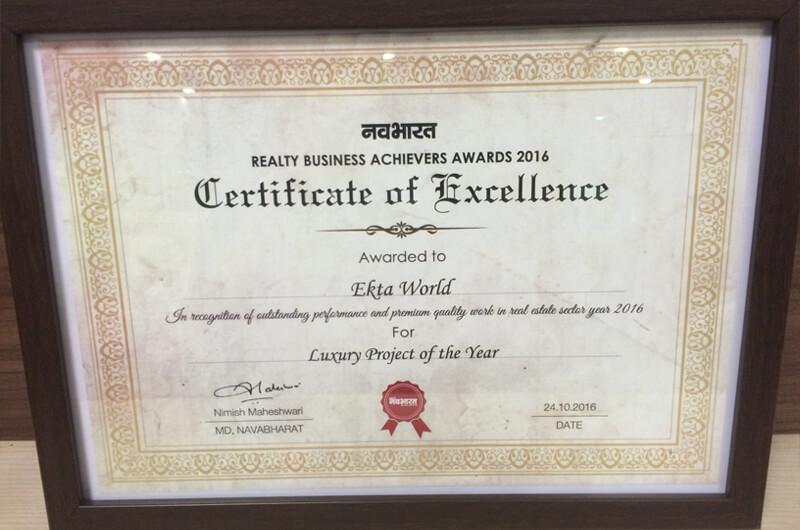 नवभारत
REALTY BUSINESS ACHIEVERS AWARDS 2016
Certificate of Excellence
Awarded to
Ekta World
In recognition of outstanding performance and premium quality work in real estate sector year 2016
For
Luxury Project of the Year
Nimish Maheshwari
MD, NAVABHARAT
नवभारत
24.10.2016
DATE